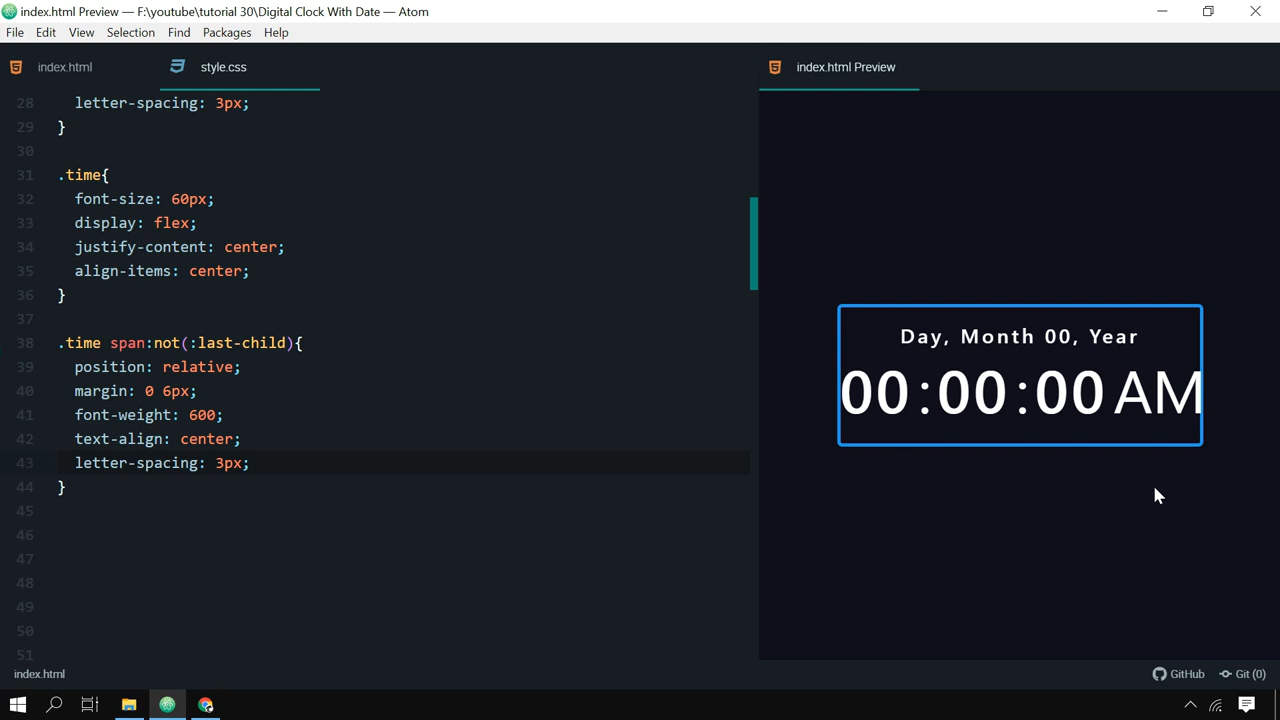 index.html Preview — F:\youtube\tutorial 30\Digital Clock With Date — Atom
File Edit View Selection Find Packages Help
index.html style.css index.html Preview
28 letter-spacing: 3px;
29 }
30
31 .time{
32 font-size: 60px;
33 display: flex;
34 justify-content: center;
35 align-items: center;
36 }
37
38 .time span:not(:last-child){
39 position: relative;
40 margin: 0 6px;
41 font-weight: 600;
42 text-align: center;
43 letter-spacing: 3px;
44 }
45
46
47
48
49
50
51
Day, Month 00, Year
00:00:00 AM
index.html GitHub Git (0)